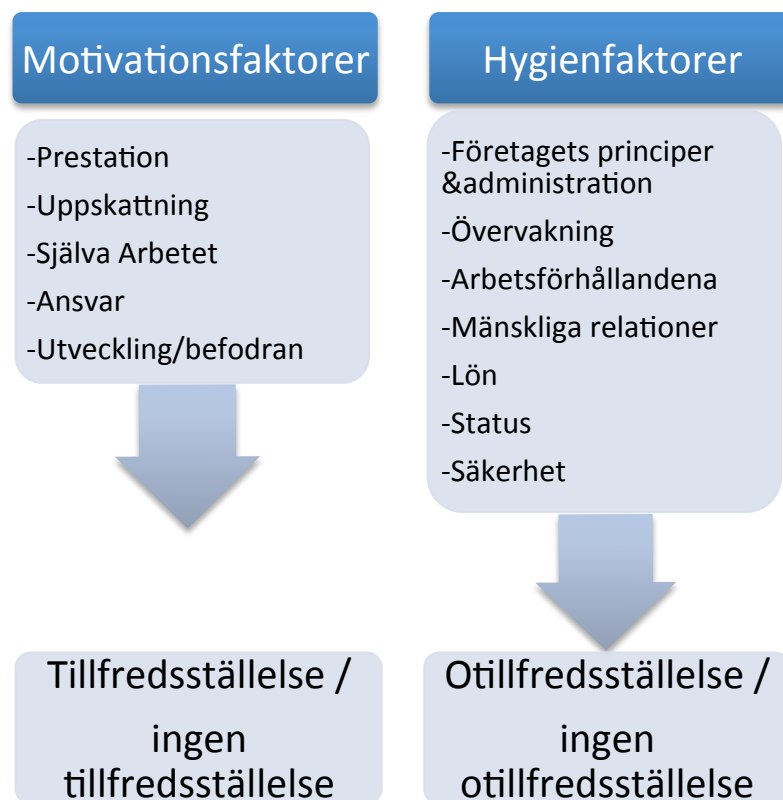 Motivationsfaktorer
-Prestation
-Uppskattning
-Själva Arbetet
-Ansvar
-Utveckling/befodran
Tillfredsställelse /
ingen
tillfredsställelse
Hygienfaktorer
-Företagets principer
&administration
-Övervakning
-Arbetsförhållandena
-Mänskliga relationer
-Lön
-Status
-Säkerhet
Otillfredsställelse /
ingen
otillfredsställelse